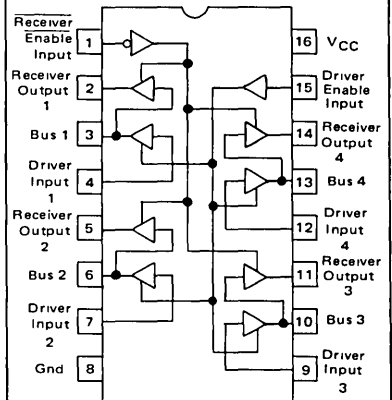 Receiver
Enable
Input
1
Receiver
Output
1
2
Bus 1
3
Driver
Input
1
4
Receiver
Output
2
5
Bus 2
6
Driver
Input
2
7
Gnd
8
16
VCC
15
Driver
Enable
Input
14
Receiver
Output
4
13
Bus 4
12
Driver
Input
4
11
Receiver
Output
3
10
Bus 3
9
Driver
Input
3